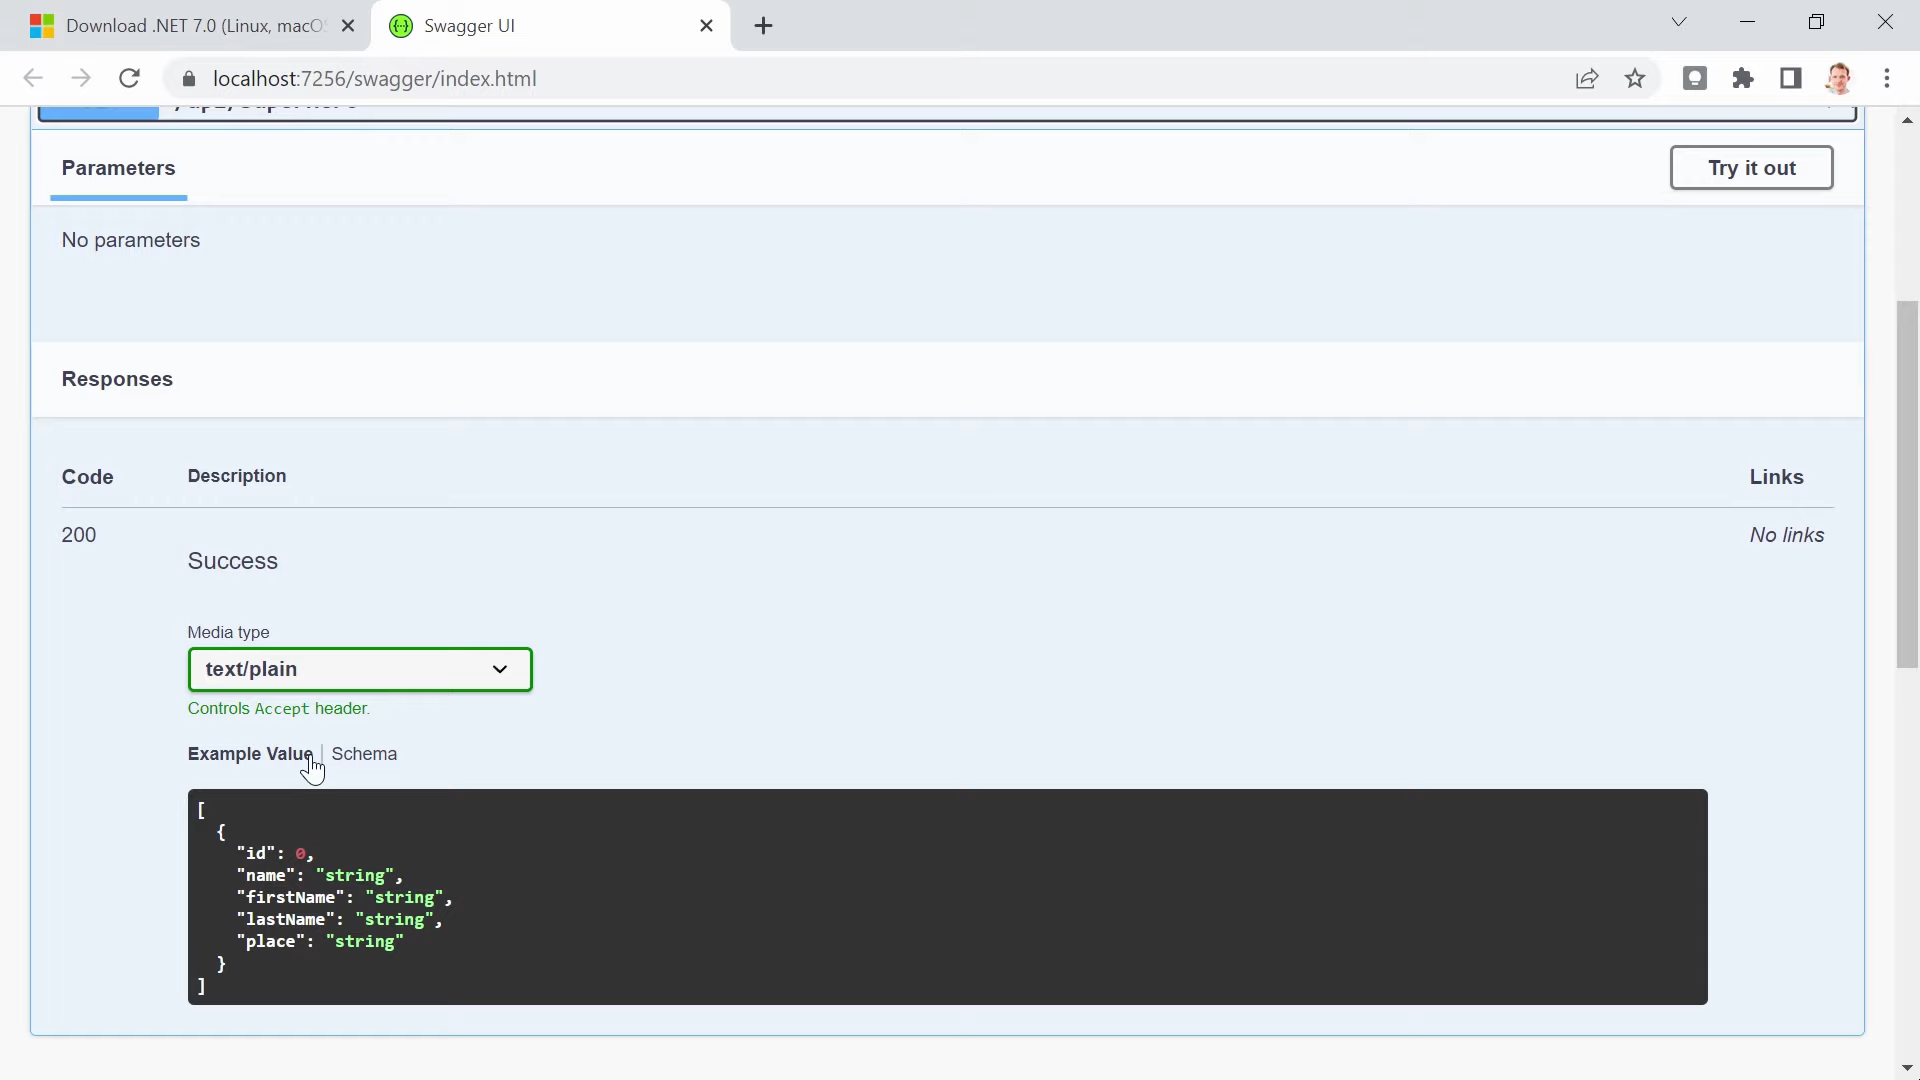 Download .NET 7.0 (Linux, macO
Swagger UI
localhost:7256/swagger/index.html
Parameters
Try it out
No parameters
Responses
Code Description Links
200 No links
Success
Media type
text/plain
Controls Accept header.
Example Value Schema
[
{
"id": 0,
"name": "string",
"firstName": "string",
"lastName": "string",
"place": "string"
}
]